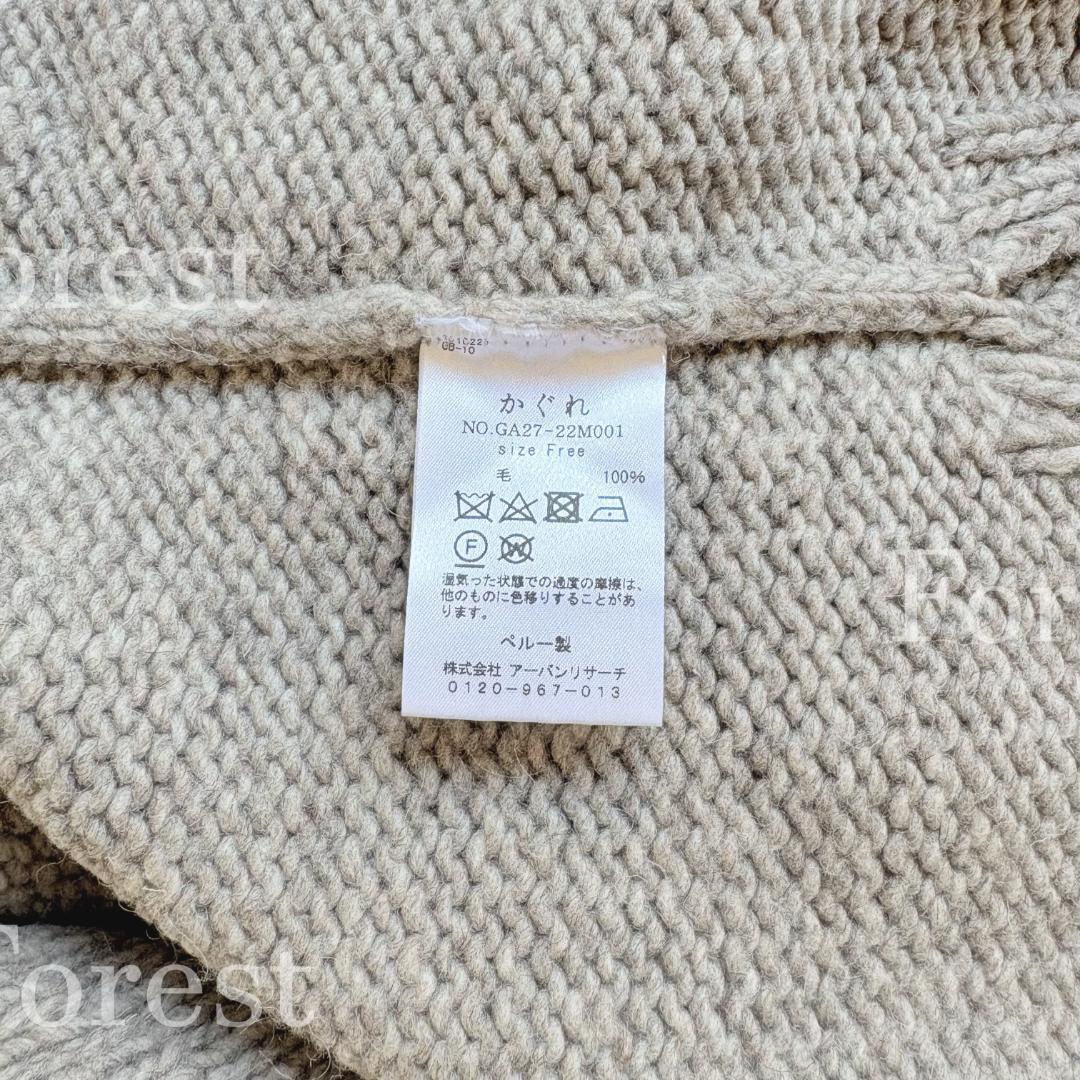 orest
GB-10
かぐれ
NO.GA27-22M001
size Free
毛 100%
F
W
湿気った状態での過度の摩擦は、
他のものに色移りすることがあ
ります。
ペルー製
株式会社 アーバンリサーチ
0120-967-013
For
Forest